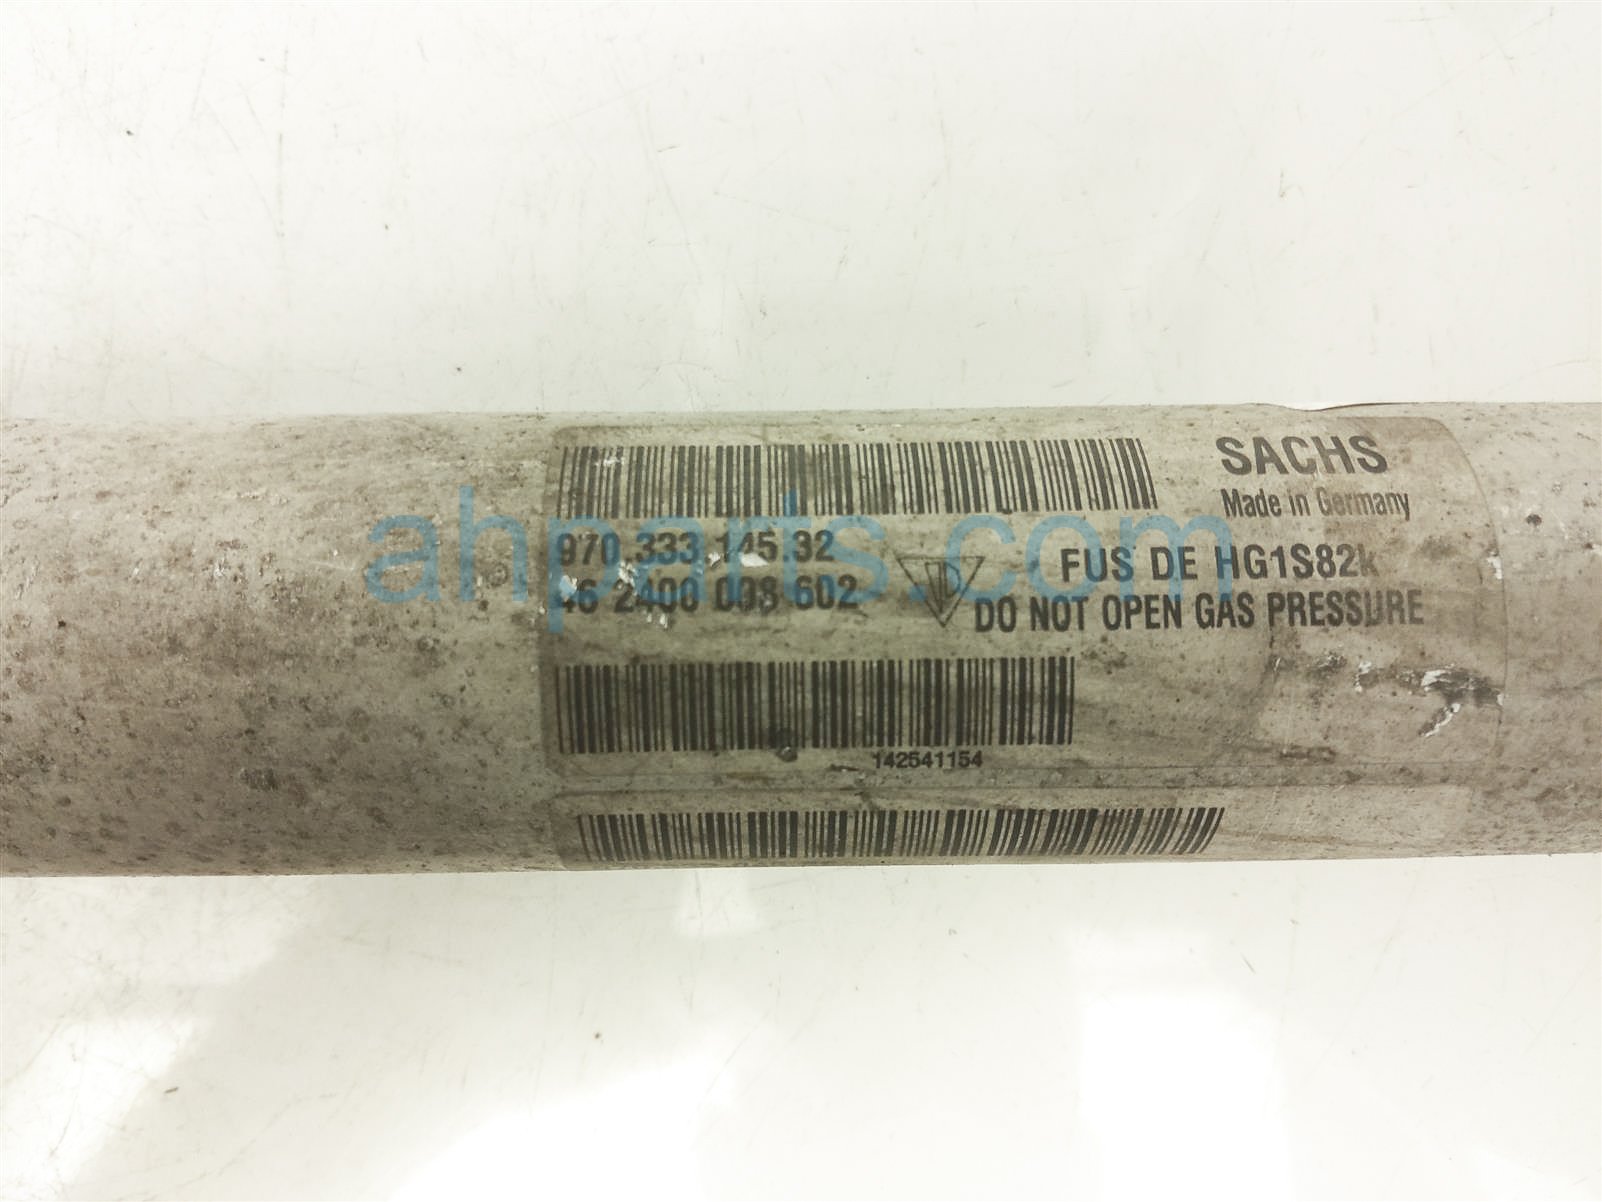 SACHS
Made in Germany
970.333.145.32
46 2400 008 602
FUS DE HG1S82k
DO NOT OPEN GAS PRESSURE
142541154
ahparts.com